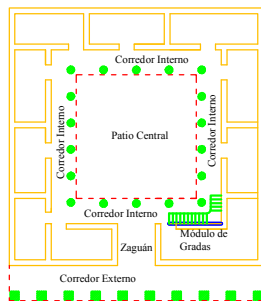 Corredor Interno
Corredor Interno
Patio Central
Corredor Interno
Corredor Interno
Módulo de
Gradas
Zaguán
Corredor Externo